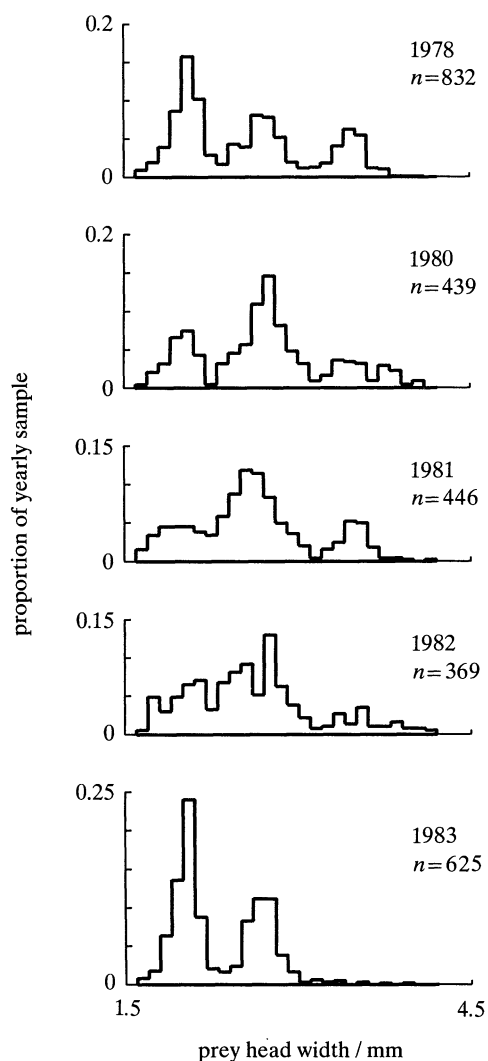 0.2
1978
n=832
0
0.2
1980
n=439
0
0.15
1981
n=446
0
0.15
1982
n=369
0
0.25
1983
n=625
0
1.5
4.5
prey head width / mm
proportion of yearly sample